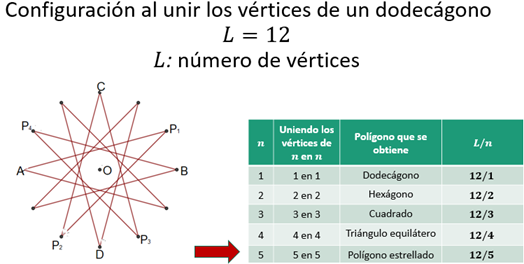 Configuración al unir los vértices de un dodecágono
L = 12
L: número de vértices
C
P₄
P₁
A
O
B
P₂
P₃
D
n
Uniendo los vértices de n en n
Polígono que se obtiene
L/n
1
1 en 1
Dodecágono
12/1
2
2 en 2
Hexágono
12/2
3
3 en 3
Cuadrado
12/3
4
4 en 4
Triángulo equilátero
12/4
5
5 en 5
Polígono estrellado
12/5